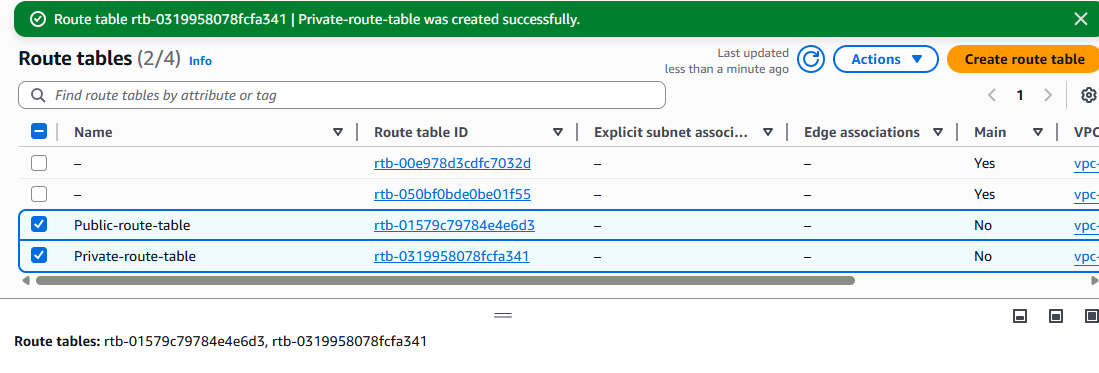 Route table rtb-0319958078fcfa341 | Private-route-table was created successfully.
Route tables (2/4) Info
Last updated
less than a minute ago
Actions
Create route table
Find route tables by attribute or tag
1
Name Route table ID Explicit subnet associ... Edge associations Main VPC
– rtb-00e978d3cdfc7032d – – Yes vpc-
– rtb-050bf0bde0be01f55 – – Yes vpc-
Public-route-table rtb-01579c79784e4e6d3 – – No vpc-
Private-route-table rtb-0319958078fcfa341 – – No vpc-
Route tables: rtb-01579c79784e4e6d3, rtb-0319958078fcfa341